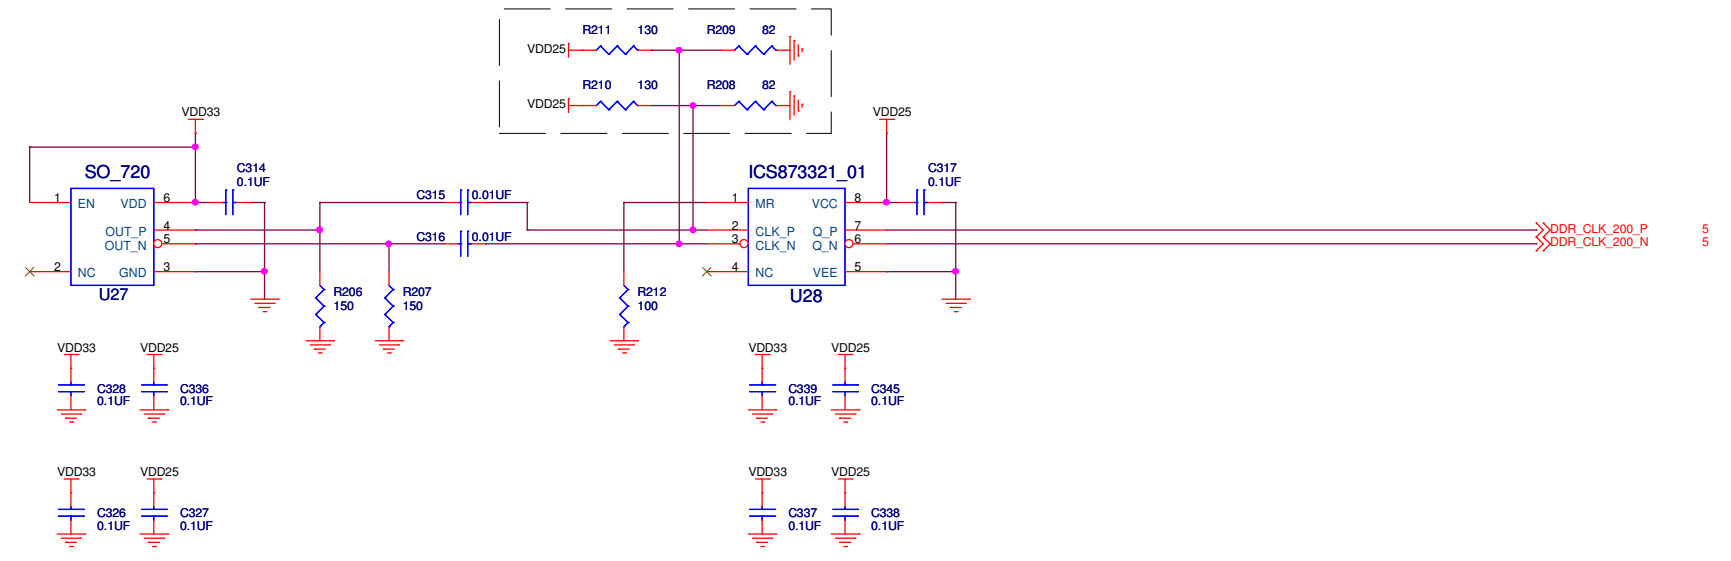 R211 130 R209 82
VDD25
R210 130 R208 82
VDD25
VDD33
VDD25
SO_720
C314
0.1UF
1 EN VDD 6
OUT_P 4
OUT_N 5
2 NC GND 3
U27
C315 0.01UF
C316 0.01UF
R206
150
R207
150
R212
100
ICS873321_01
C317
0.1UF
1 MR VCC 8
2 CLK_P Q_P 7
3 CLK_N Q_N 6
4 NC VEE 5
U28
DDR_CLK_200_P 5
DDR_CLK_200_N 5
VDD33 VDD25 VDD33 VDD25
C328 C336 C339 C345
0.1UF 0.1UF 0.1UF 0.1UF
VDD33 VDD25 VDD33 VDD25
C326 C327 C337 C338
0.1UF 0.1UF 0.1UF 0.1UF